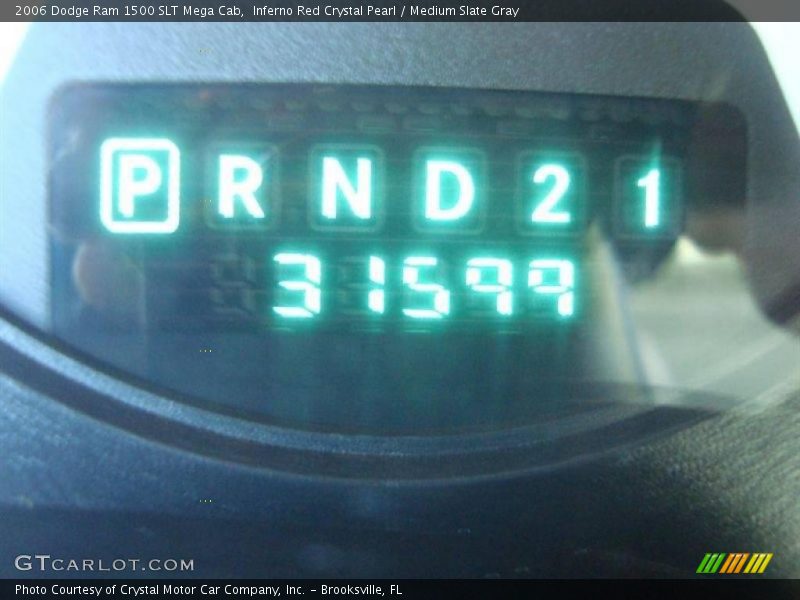 2006 Dodge Ram 1500 SLT Mega Cab,  Inferno Red Crystal Pearl / Medium Slate Gray
P R N D 2 1
31599
GTCARLOT.COM
Photo Courtesy of Crystal Motor Car Company, Inc. – Brooksville, FL